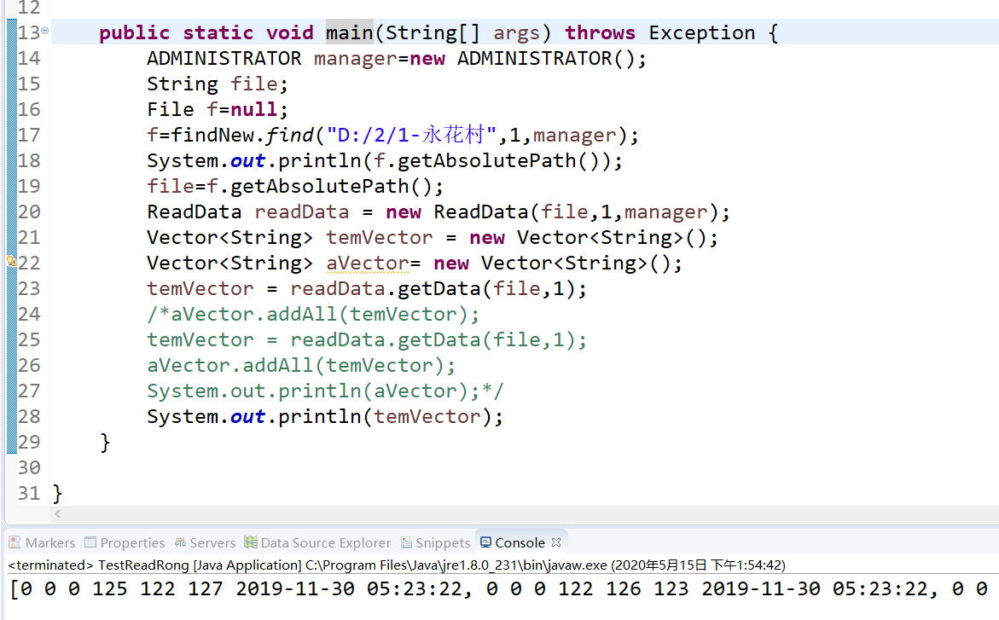 12
13    public static void main(String[] args) throws Exception {
14        ADMINISTRATOR manager=new ADMINISTRATOR();
15        String file;
16        File f=null;
17        f=findNew.find("D:/2/1-永花村",1,manager);
18        System.out.println(f.getAbsolutePath());
19        file=f.getAbsolutePath();
20        ReadData readData = new ReadData(file,1,manager);
21        Vector<String> temVector = new Vector<String>();
22        Vector<String> aVector= new Vector<String>();
23        temVector = readData.getData(file,1);
24        /*aVector.addAll(temVector);
25        temVector = readData.getData(file,1);
26        aVector.addAll(temVector);
27        System.out.println(aVector);*/
28        System.out.println(temVector);
29    }
30
31 }
Markers Properties Servers Data Source Explorer Snippets Console
<terminated> TestReadRong [Java Application] C:\Program Files\Java\jre1.8.0_231\bin\javaw.exe (2020年5月15日 下午1:54:42)
[0 0 0 125 122 127 2019-11-30 05:23:22, 0 0 0 122 126 123 2019-11-30 05:23:22, 0 0